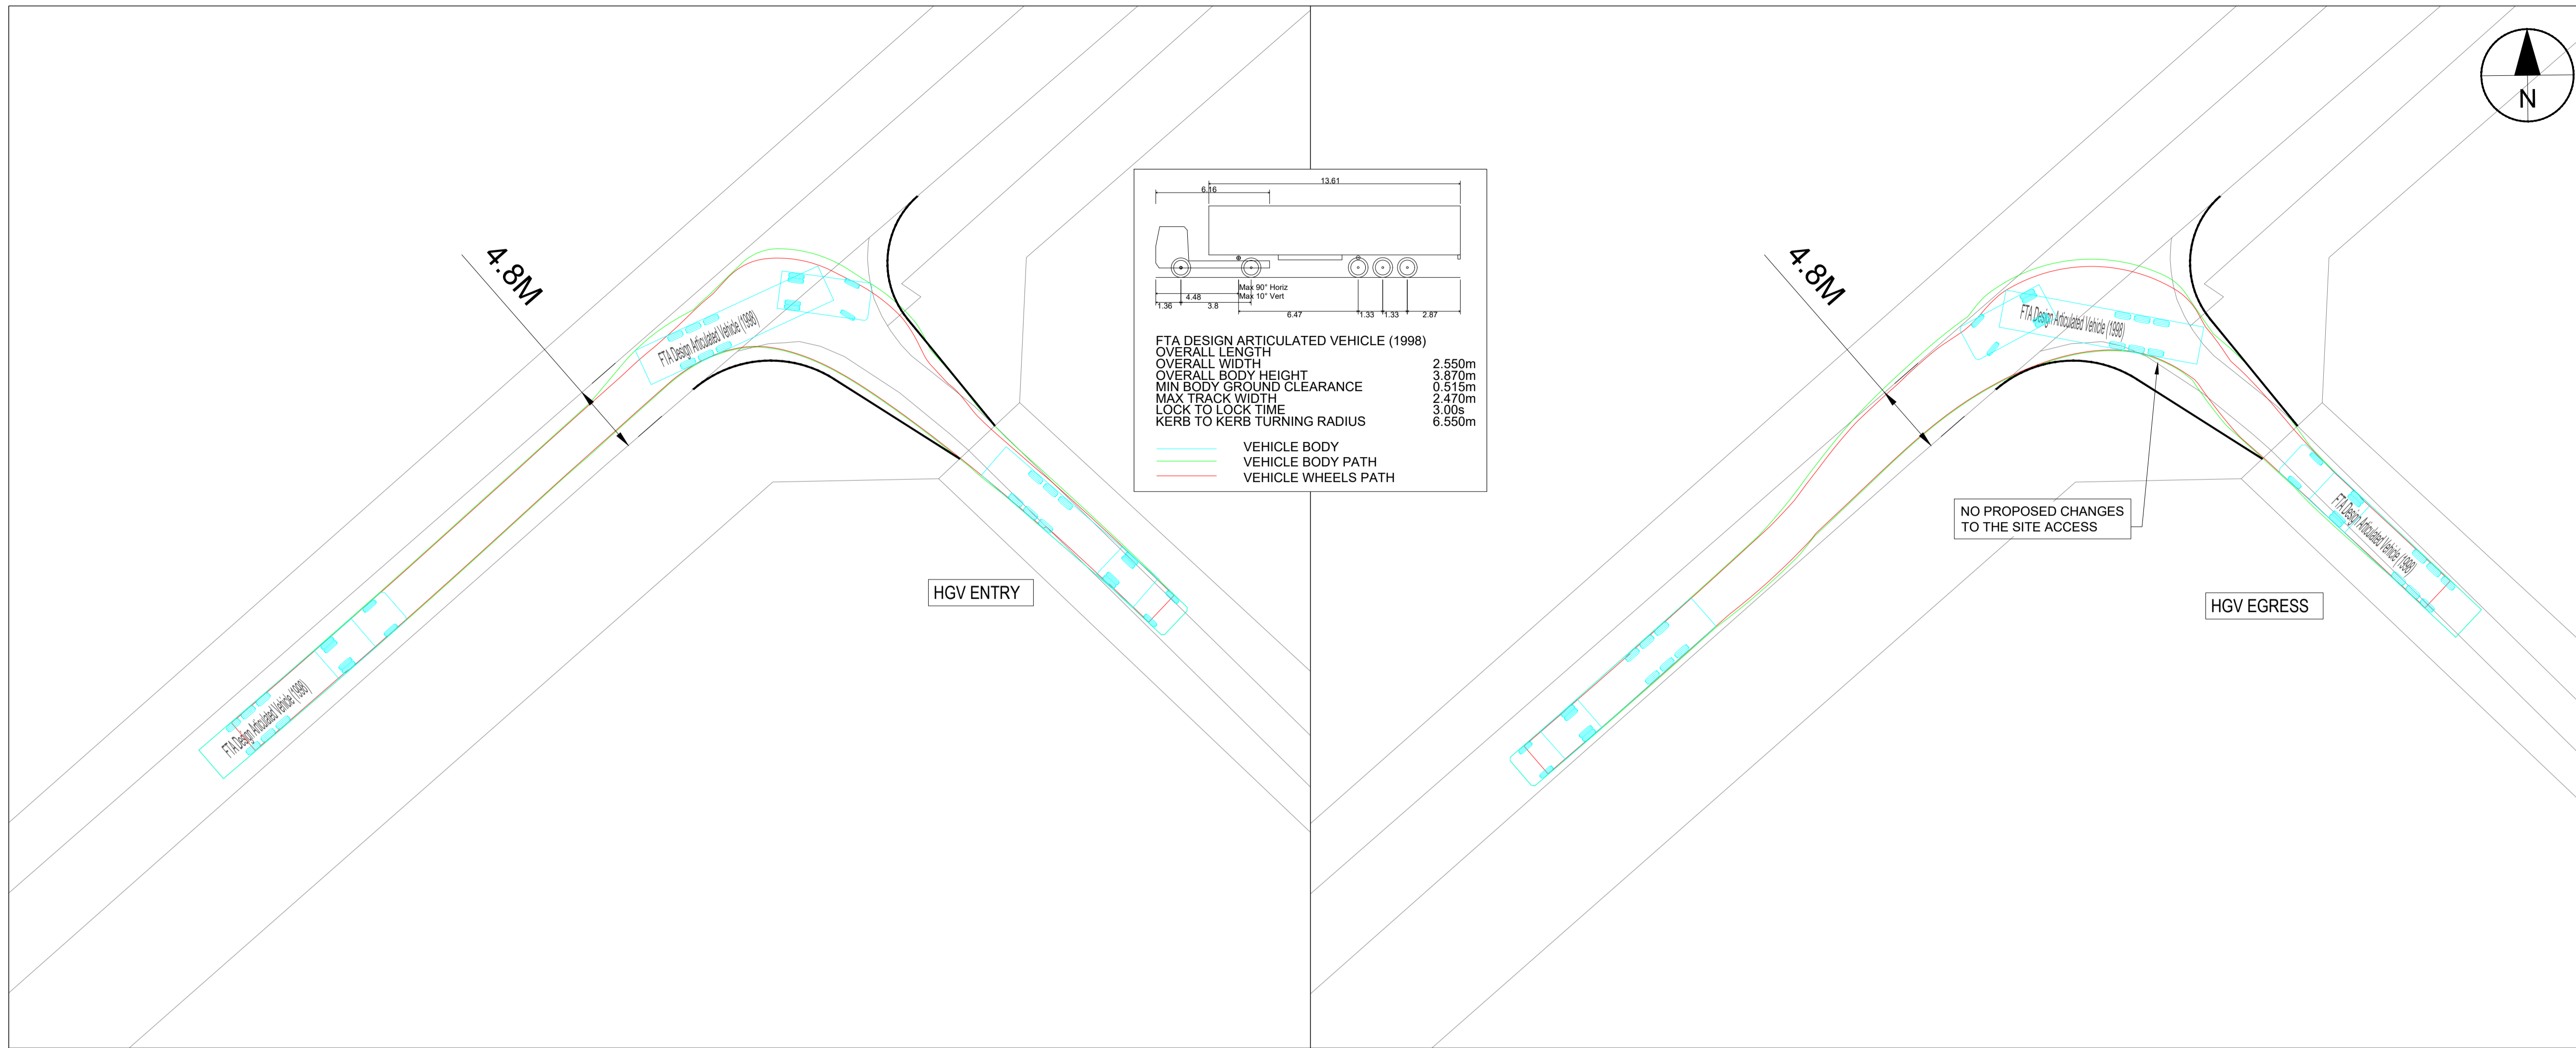 N
4.8M
FTA Design Articulated Vehicle (1998)
FTA Design Articulated Vehicle (1998)
HGV ENTRY
13.61
6.16
Max 90° Horiz
Max 10° Vert
4.48
1.36
3.8
6.47
1.33
1.33
2.87
FTA DESIGN ARTICULATED VEHICLE (1998)
OVERALL LENGTH
OVERALL WIDTH 2.550m
OVERALL BODY HEIGHT 3.870m
MIN BODY GROUND CLEARANCE 0.515m
MAX TRACK WIDTH 2.470m
LOCK TO LOCK TIME 3.00s
KERB TO KERB TURNING RADIUS 6.550m
VEHICLE BODY
VEHICLE BODY PATH
VEHICLE WHEELS PATH
4.8M
FTA Design Articulated Vehicle (1998)
FTA Design Articulated Vehicle (1998)
NO PROPOSED CHANGES
TO THE SITE ACCESS
HGV EGRESS